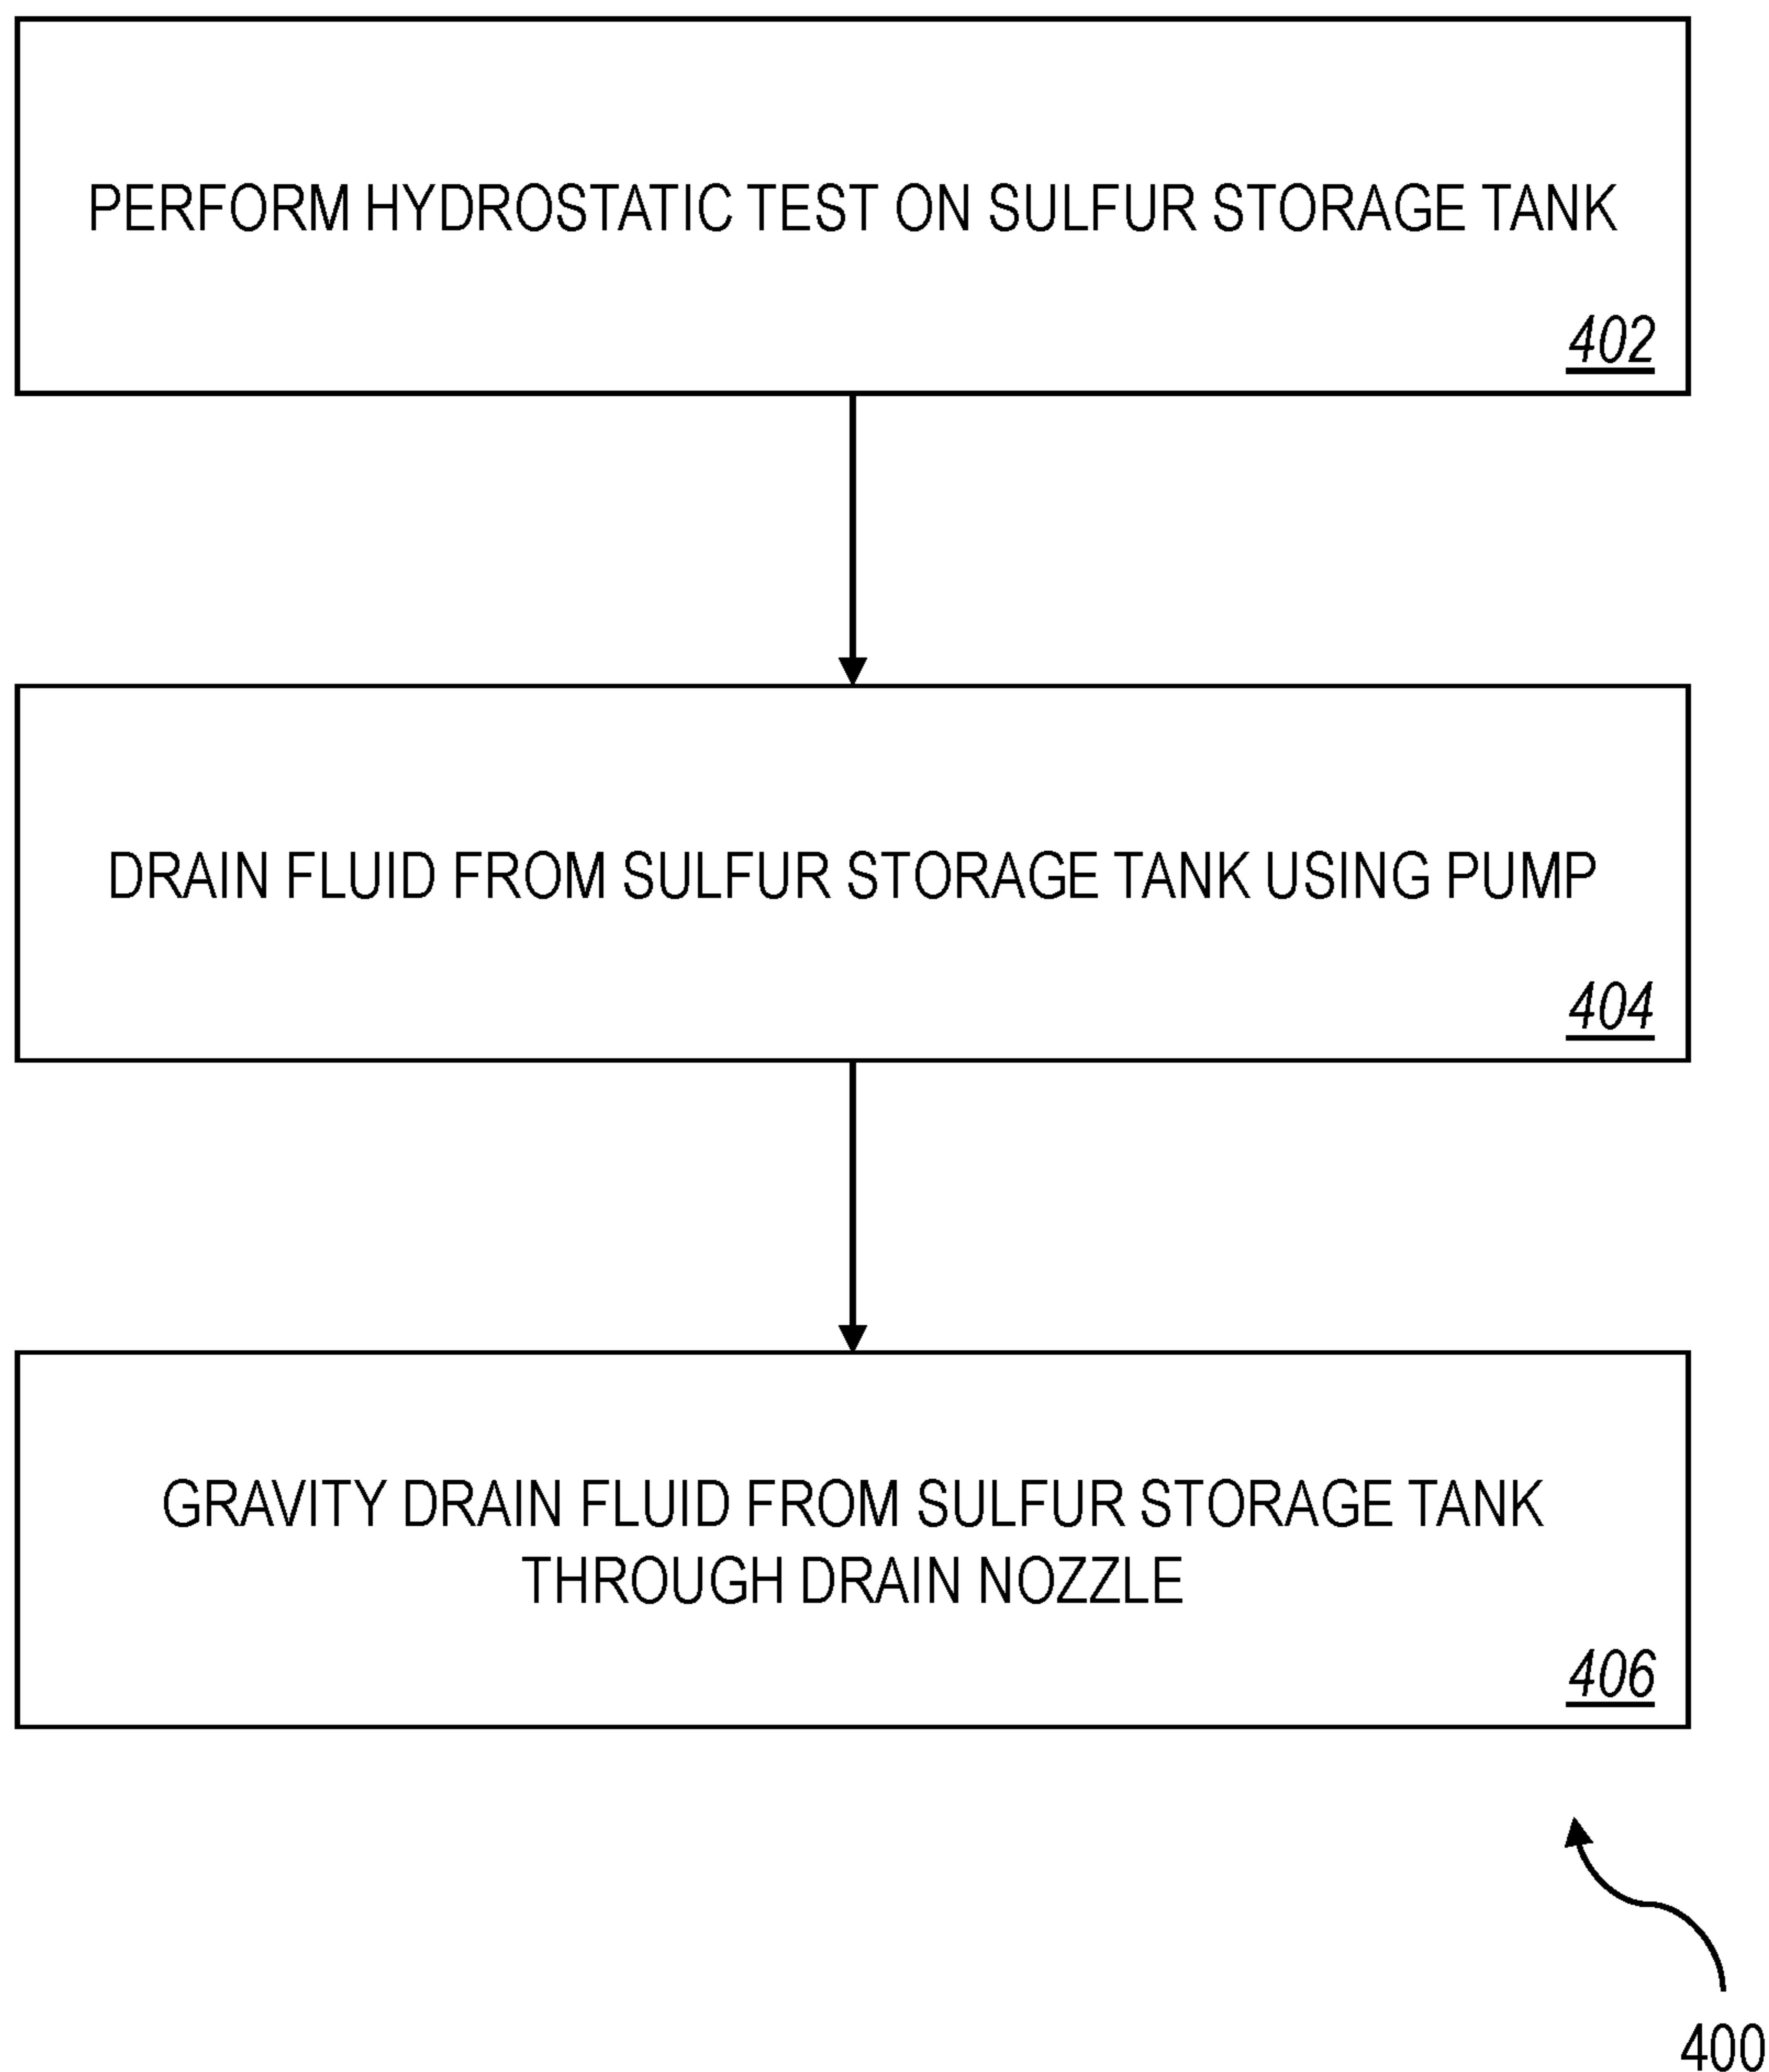 PERFORM HYDROSTATIC TEST ON SULFUR STORAGE TANK
402
DRAIN FLUID FROM SULFUR STORAGE TANK USING PUMP
404
GRAVITY DRAIN FLUID FROM SULFUR STORAGE TANK
THROUGH DRAIN NOZZLE
406
400